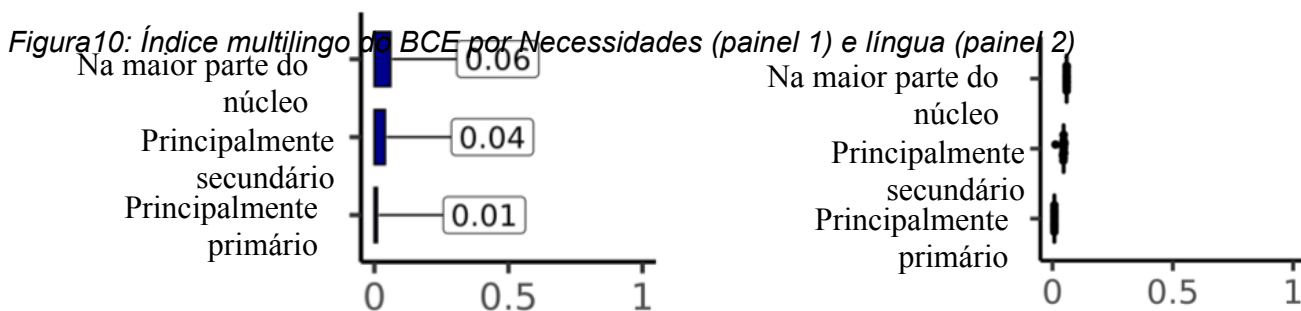 Figura10: Índice multilingo do BCE por Necessidades (painel 1) e língua (painel 2)
Na maior parte do
núcleo
0.06
Principalmente
secundário
0.04
Principalmente
primário
0.01
0 0.5 1
Na maior parte do
núcleo
Principalmente
secundário
Principalmente
primário
0 0.5 1